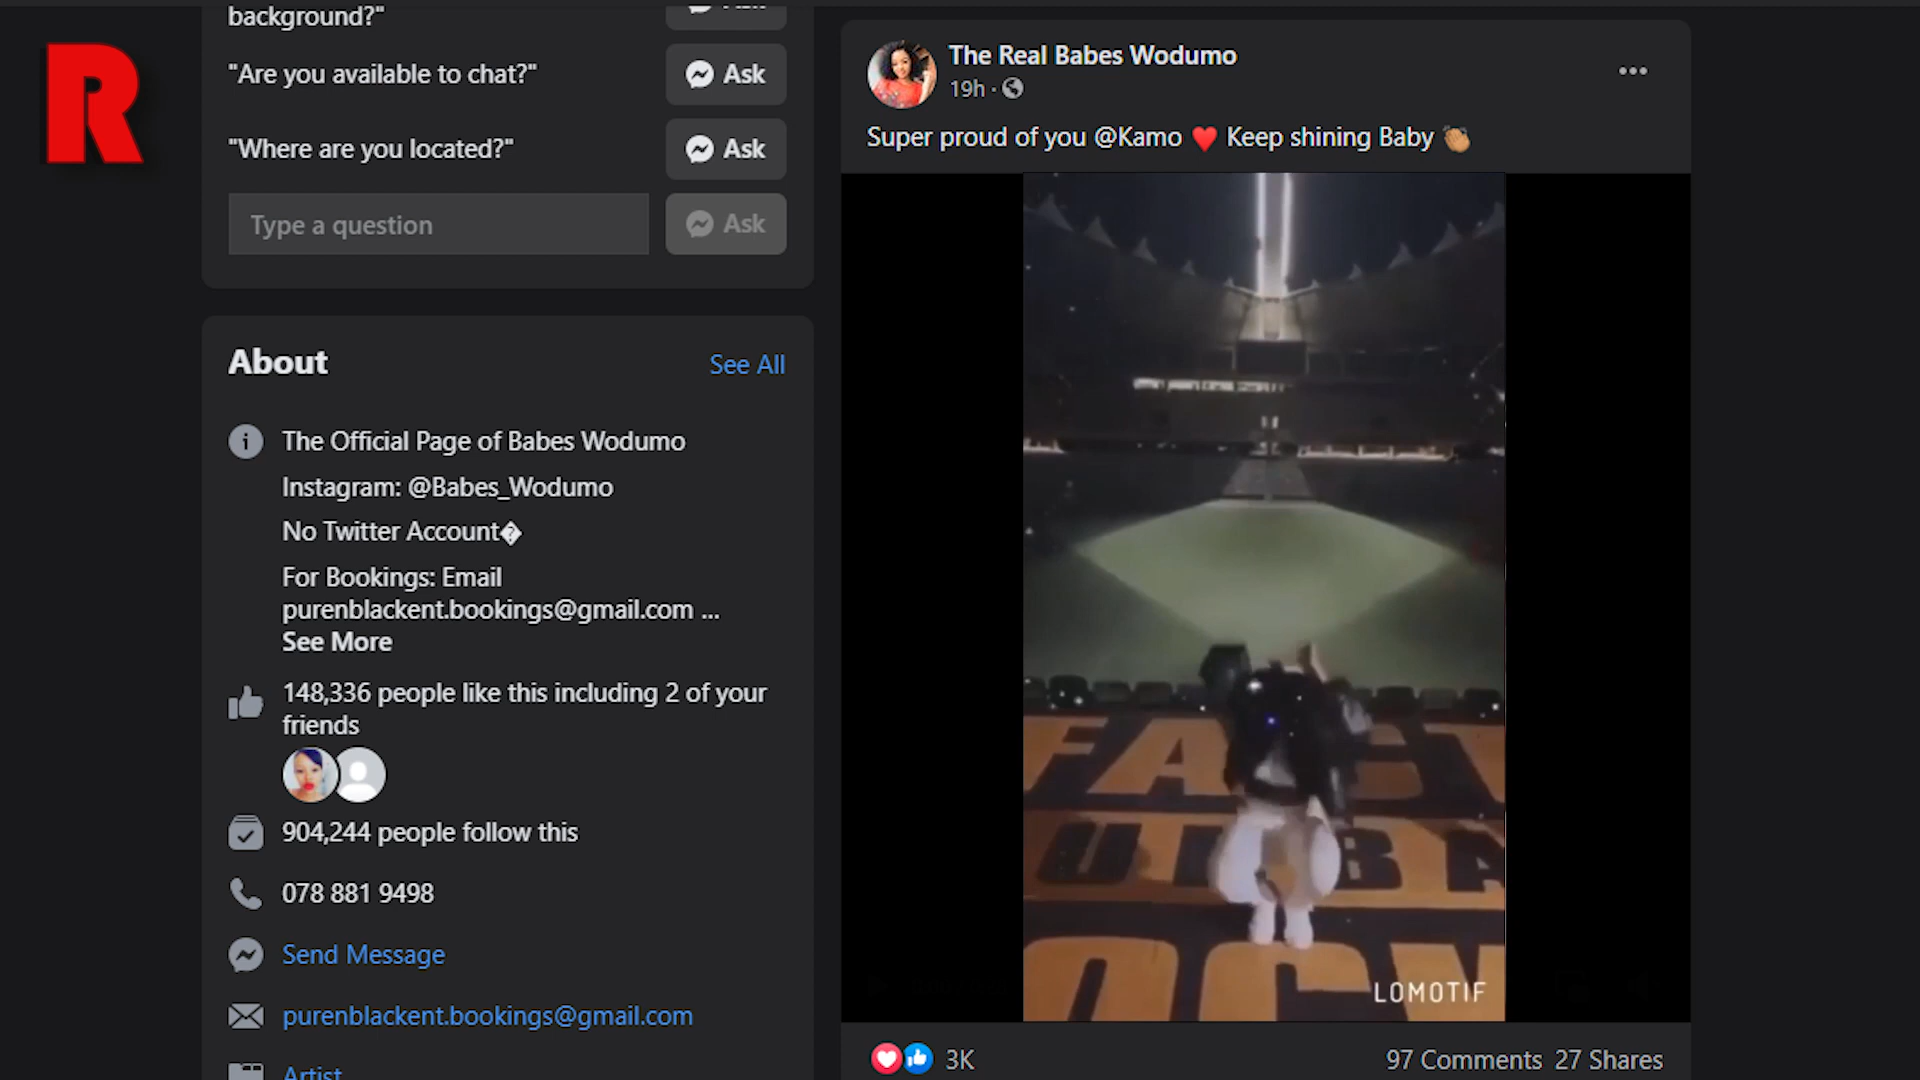 R
background?"
"Are you available to chat?"
Ask
"Where are you located?"
Ask
Type a question
Ask
About
See All
The Official Page of Babes Wodumo
Instagram: @Babes_Wodumo
No Twitter Account�
For Bookings: Email
purenblackent.bookings@gmail.com ...
See More
148,336 people like this including 2 of your
friends
904,244 people follow this
078 881 9498
Send Message
purenblackent.bookings@gmail.com
Artist
The Real Babes Wodumo
19h ·
Super proud of you @Kamo ❤️ Keep shining Baby 👏🏽
FACT
URBA
OCY
LOMOTIF
3K
97 Comments 27 Shares